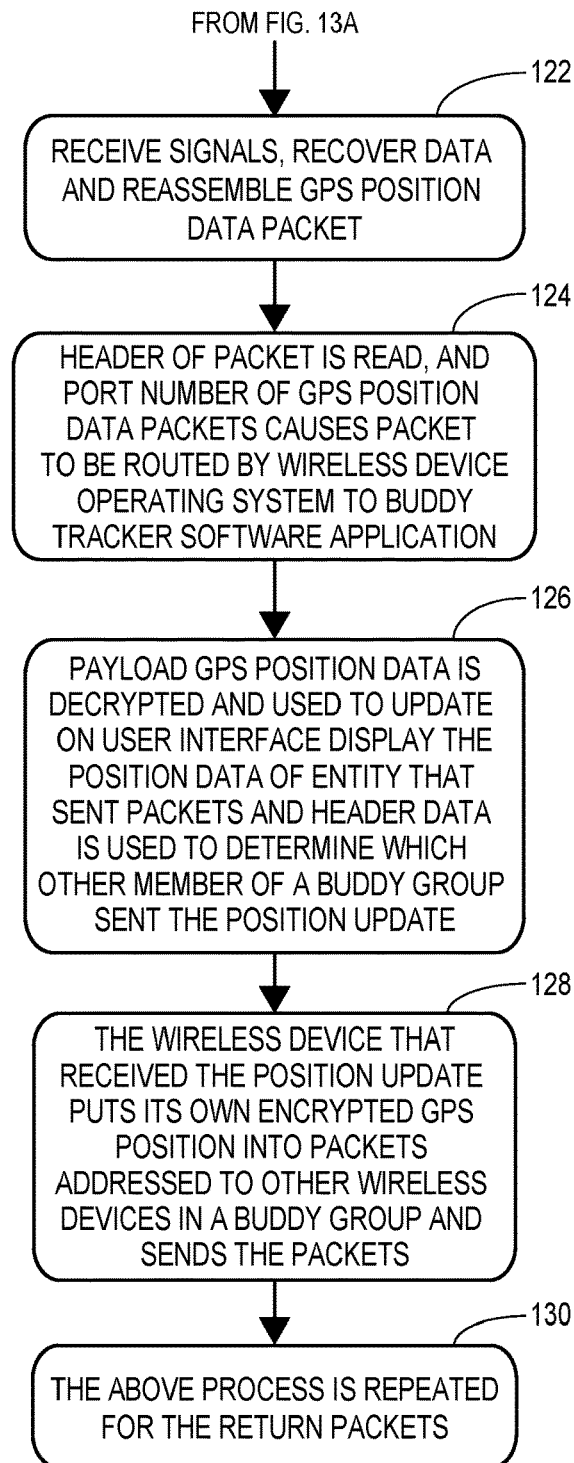 FROM FIG. 13A
122
RECEIVE SIGNALS, RECOVER DATA
AND REASSEMBLE GPS POSITION
DATA PACKET
124
HEADER OF PACKET IS READ, AND
PORT NUMBER OF GPS POSITION
DATA PACKETS CAUSES PACKET
TO BE ROUTED BY WIRELESS DEVICE
OPERATING SYSTEM TO BUDDY
TRACKER SOFTWARE APPLICATION
126
PAYLOAD GPS POSITION DATA IS
DECRYPTED AND USED TO UPDATE
ON USER INTERFACE DISPLAY THE
POSITION DATA OF ENTITY THAT
SENT PACKETS AND HEADER DATA
IS USED TO DETERMINE WHICH
OTHER MEMBER OF A BUDDY GROUP
SENT THE POSITION UPDATE
128
THE WIRELESS DEVICE THAT
RECEIVED THE POSITION UPDATE
PUTS ITS OWN ENCRYPTED GPS
POSITION INTO PACKETS
ADDRESSED TO OTHER WIRELESS
DEVICES IN A BUDDY GROUP AND
SENDS THE PACKETS
130
THE ABOVE PROCESS IS REPEATED
FOR THE RETURN PACKETS